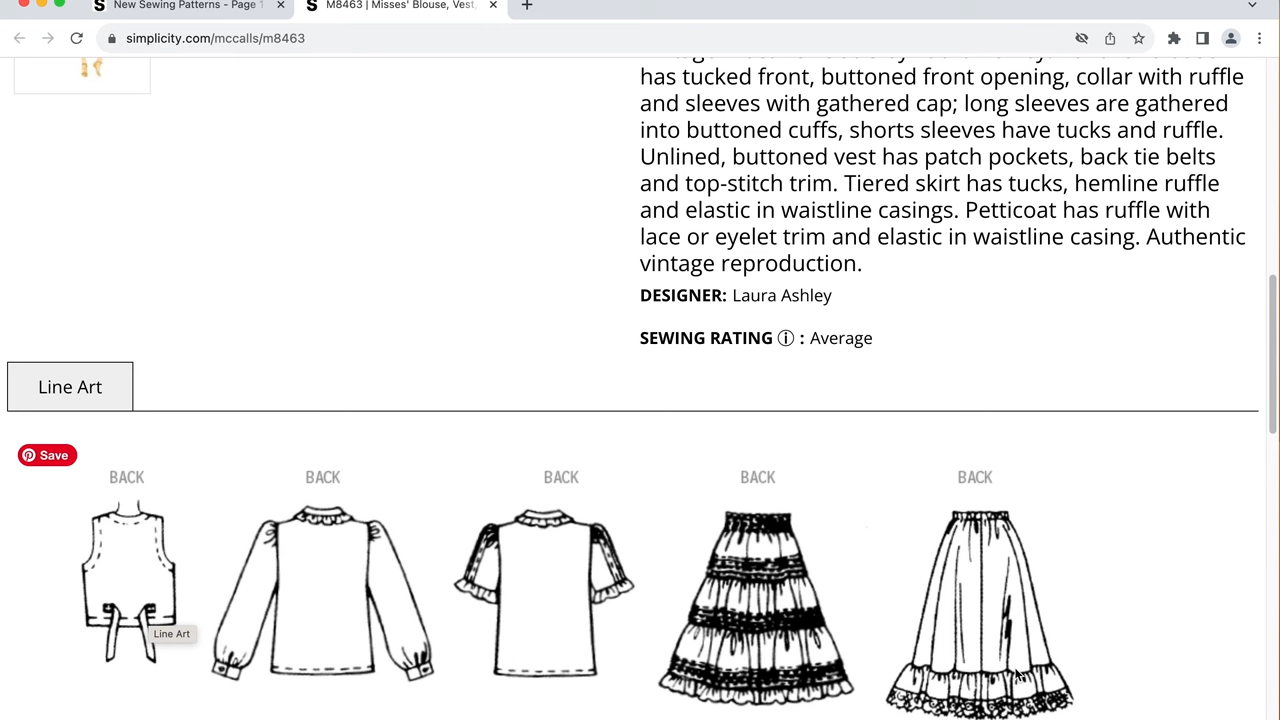 New Sewing Patterns - Page 1
M8463 | Misses' Blouse, Vest,
simplicity.com/mccalls/m8463
has tucked front, buttoned front opening, collar with ruffle
and sleeves with gathered cap; long sleeves are gathered
into buttoned cuffs, shorts sleeves have tucks and ruffle.
Unlined, buttoned vest has patch pockets, back tie belts
and top-stitch trim. Tiered skirt has tucks, hemline ruffle
and elastic in waistline casings. Petticoat has ruffle with
lace or eyelet trim and elastic in waistline casing. Authentic
vintage reproduction.
DESIGNER: Laura Ashley
SEWING RATING ⓘ : Average
Line Art
Save
BACK BACK BACK BACK BACK
Line Art